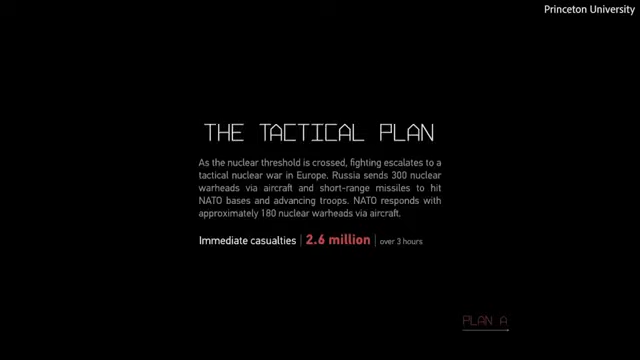 Princeton University
THE TACTICAL PLAN
As the nuclear threshold is crossed, fighting escalates to a
tactical nuclear war in Europe. Russia sends 300 nuclear
warheads via aircraft and short-range missiles to hit
NATO bases and advancing troops. NATO responds with
approximately 180 nuclear warheads via aircraft.
Immediate casualties | 2.6 million | over 3 hours
PLAN A